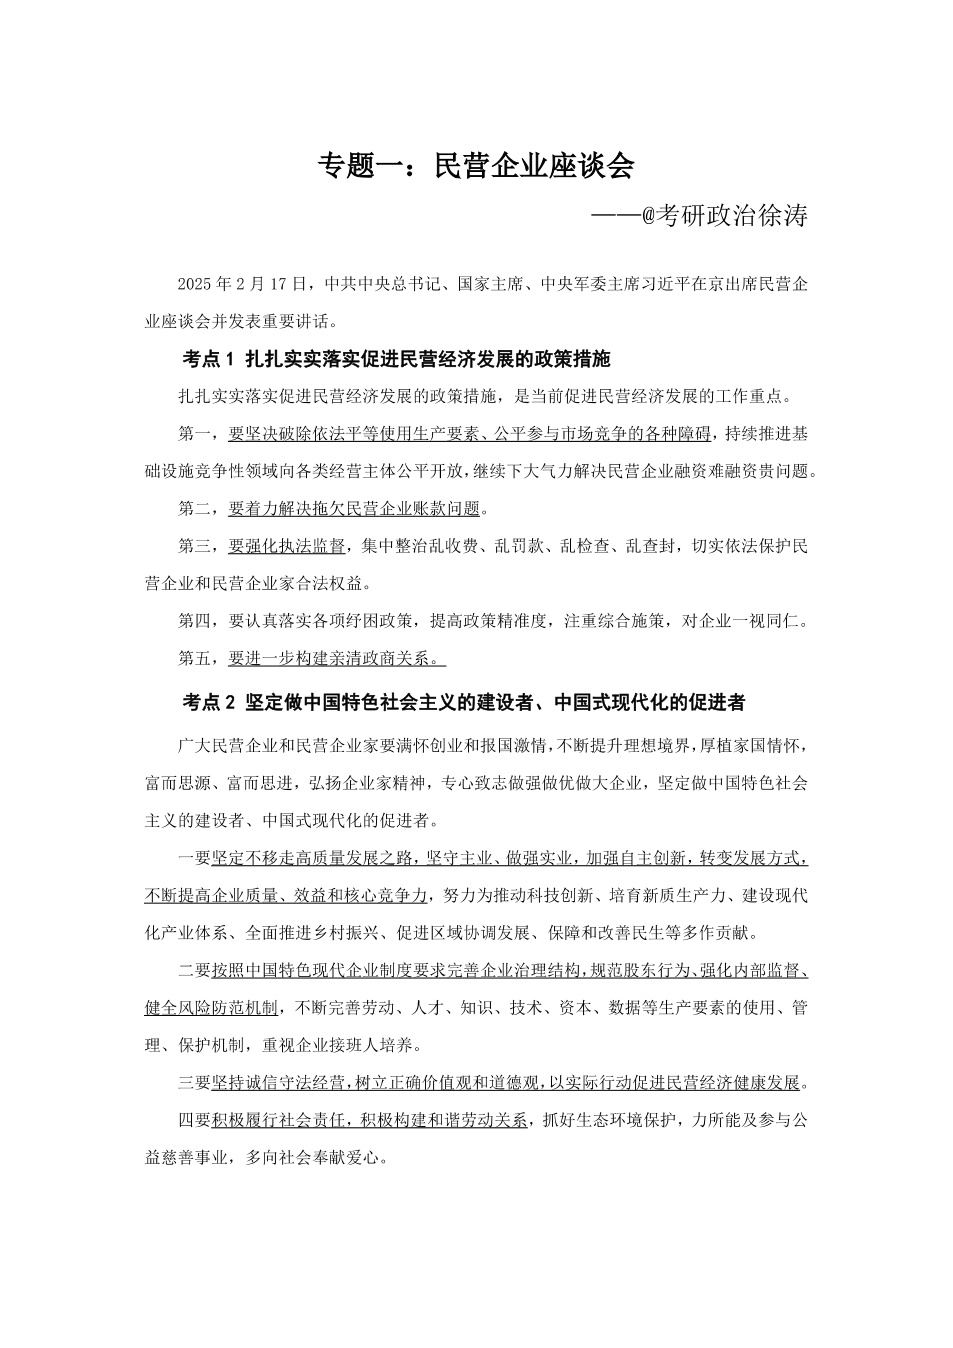 专题一：民营企业座谈会
——@考研政治徐涛
2025 年 2 月 17 日，中共中央总书记、国家主席、中央军委主席习近平在京出席民营企
业座谈会并发表重要讲话。
考点 1 扎扎实实落实促进民营经济发展的政策措施
扎扎实实落实促进民营经济发展的政策措施，是当前促进民营经济发展的工作重点。
第一，要坚决破除依法平等使用生产要素、公平参与市场竞争的各种障碍，持续推进基
础设施竞争性领域向各类经营主体公平开放，继续下大气力解决民营企业融资难融资贵问题。
第二，要着力解决拖欠民营企业账款问题。
第三，要强化执法监督，集中整治乱收费、乱罚款、乱检查、乱查封，切实依法保护民
营企业和民营企业家合法权益。
第四，要认真落实各项纾困政策，提高政策精准度，注重综合施策，对企业一视同仁。
第五，要进一步构建亲清政商关系。
考点 2 坚定做中国特色社会主义的建设者、中国式现代化的促进者
广大民营企业和民营企业家要满怀创业和报国激情，不断提升理想境界，厚植家国情怀，
富而思源、富而思进，弘扬企业家精神，专心致志做强做优做大企业，坚定做中国特色社会
主义的建设者、中国式现代化的促进者。
一要坚定不移走高质量发展之路，坚守主业、做强实业，加强自主创新，转变发展方式，
不断提高企业质量、效益和核心竞争力，努力为推动科技创新、培育新质生产力、建设现代
化产业体系、全面推进乡村振兴、促进区域协调发展、保障和改善民生等多作贡献。
二要按照中国特色现代企业制度要求完善企业治理结构，规范股东行为、强化内部监督、
健全风险防范机制，不断完善劳动、人才、知识、技术、资本、数据等生产要素的使用、管
理、保护机制，重视企业接班人培养。
三要坚持诚信守法经营，树立正确价值观和道德观，以实际行动促进民营经济健康发展。
四要积极履行社会责任，积极构建和谐劳动关系，抓好生态环境保护，力所能及参与公
益慈善事业，多向社会奉献爱心。